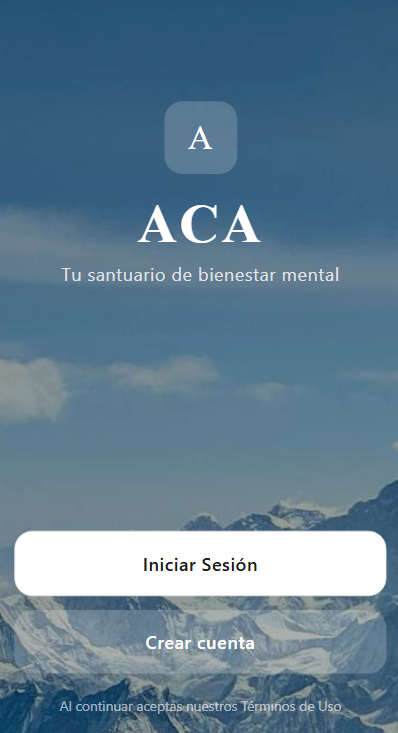 A
ACA
Tu santuario de bienestar mental
Iniciar Sesión
Crear cuenta
Al continuar aceptas nuestros Términos de Uso